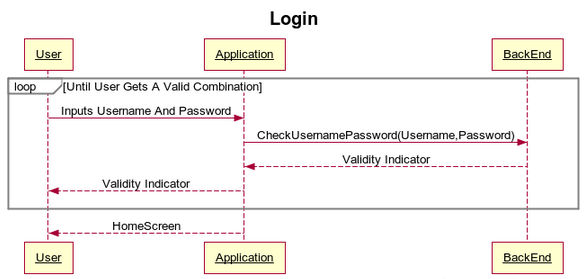 Login
User
Application
BackEnd
loop
[Until User Gets A Valid Combination]
Inputs Username And Password
CheckUsernamePassword(Username,Password)
Validity Indicator
Validity Indicator
HomeScreen
User
Application
BackEnd